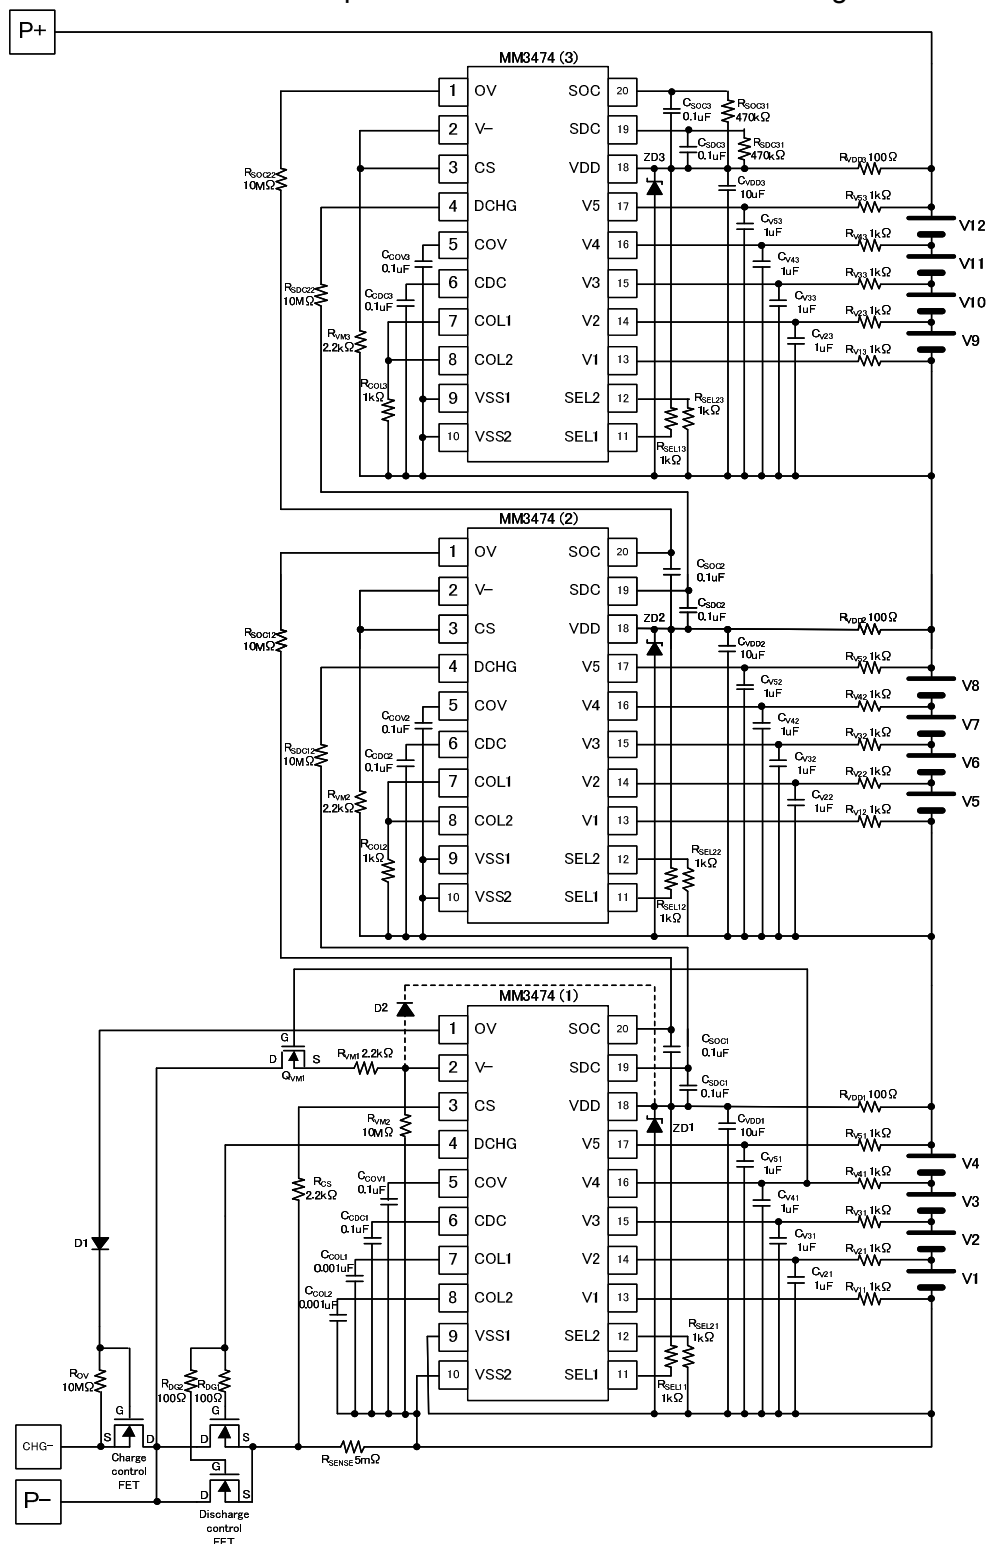 P+
MM3474 (3)
1 OV SOC 20
2 V− SDC 19
3 CS VDD 18
4 DCHG V5 17
5 COV V4 16
6 CDC V3 15
7 COL1 V2 14
8 COL2 V1 13
9 VSS1 SEL2 12
10 VSS2 SEL1 11
CSOC3
0.1uF
RSOC31
470kΩ
CSDC3
0.1uF
RSDC31
470kΩ
ZD3
RVDD3 100Ω
CVDD3
10uF
RV53 1kΩ
CV53
1uF
RV43 1kΩ
CV43
1uF
RV33 1kΩ
CV33
1uF
RV23 1kΩ
CV23
1uF
RV13 1kΩ
V12
V11
V10
V9
RSOC22
10MΩ
RSDC22
10MΩ
CCOV3
0.1uF
CCDC3
0.1uF
RVM3
2.2kΩ
RCOL3
1kΩ
RSEL23
1kΩ
RSEL13
1kΩ
MM3474 (2)
1 OV SOC 20
2 V− SDC 19
3 CS VDD 18
4 DCHG V5 17
5 COV V4 16
6 CDC V3 15
7 COL1 V2 14
8 COL2 V1 13
9 VSS1 SEL2 12
10 VSS2 SEL1 11
CSOC2
0.1uF
CSDC2
0.1uF
ZD2
RVDD2 100Ω
CVDD2
10uF
RV52 1kΩ
CV52
1uF
RV42 1kΩ
CV42
1uF
RV32 1kΩ
CV32
1uF
RV22 1kΩ
CV22
1uF
RV12 1kΩ
V8
V7
V6
V5
RSOC12
10MΩ
RSDC12
10MΩ
CCOV2
0.1uF
CCDC2
0.1uF
RVM2
2.2kΩ
RCOL2
1kΩ
RSEL22
1kΩ
RSEL12
1kΩ
MM3474 (1)
1 OV SOC 20
2 V− SDC 19
3 CS VDD 18
4 DCHG V5 17
5 COV V4 16
6 CDC V3 15
7 COL1 V2 14
8 COL2 V1 13
9 VSS1 SEL2 12
10 VSS2 SEL1 11
D2
G
D S
QVM1
RVM1 2.2kΩ
RVM2
10MΩ
CSOC1
0.1uF
CSDC1
0.1uF
ZD1
RVDD1 100Ω
CVDD1
10uF
RV51 1kΩ
CV51
1uF
RV41 1kΩ
CV41
1uF
RV31 1kΩ
CV31
1uF
RV21 1kΩ
CV21
1uF
RV11 1kΩ
V4
V3
V2
V1
RCS
2.2kΩ
CCOV1
0.1uF
CCDC1
0.1uF
CCOL1
0.001uF
CCOL2
0.001uF
RSEL21
1kΩ
RSEL11
1kΩ
D1
ROV
10MΩ
RDG2
100Ω
RDG1
100Ω
CHG−
G
S D
Charge
control
FET
G
D S
RSENSE 5mΩ
P−
G
D S
Discharge
control
FET